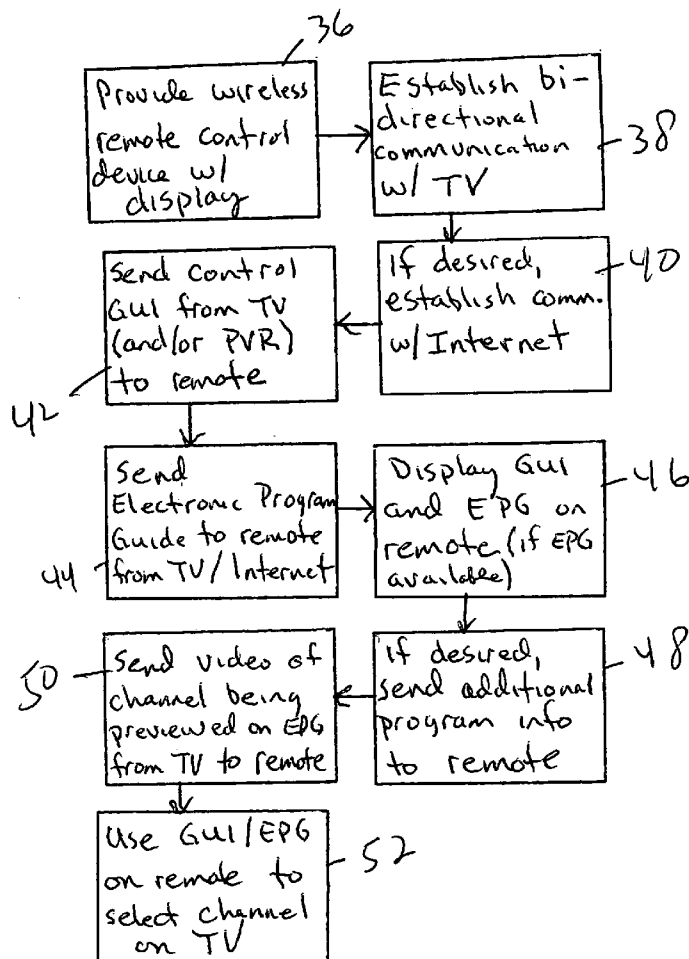 36
Provide wireless
remote control
device w/
display
Establish bi-
directional
communication
w/ TV
38
If desired,
establish comm.
w/ Internet
40
Send control
GUI from TV
(and/or PVR)
to remote
42
Send
Electronic Program
Guide to remote
from TV/Internet
44
Display GUI
and EPG on
remote (if EPG
available)
46
if desired,
send additional
program info
to remote
48
Send video of
channel being
previewed on EPG
from TV to remote
50
Use GUI/EPG
on remote to
select channel
on TV
52